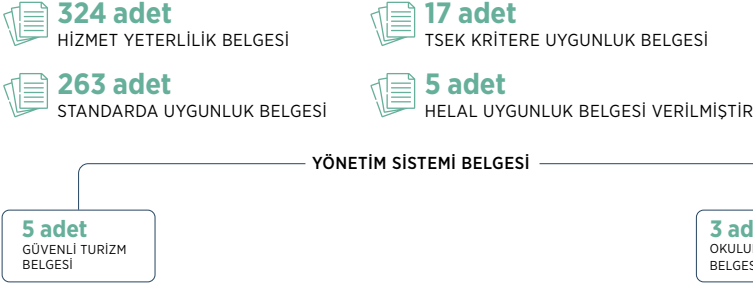 324 adet
HİZMET YETERLİLİK BELGESİ
17 adet
TSEK KRİTERE UYGUNLUK BELGESİ
263 adet
STANDARDA UYGUNLUK BELGESİ
5 adet
HELAL UYGUNLUK BELGESİ VERİLMİŞTİR
YÖNETİM SİSTEMİ BELGESİ
5 adet
GÜVENLİ TURİZM
BELGESİ
3